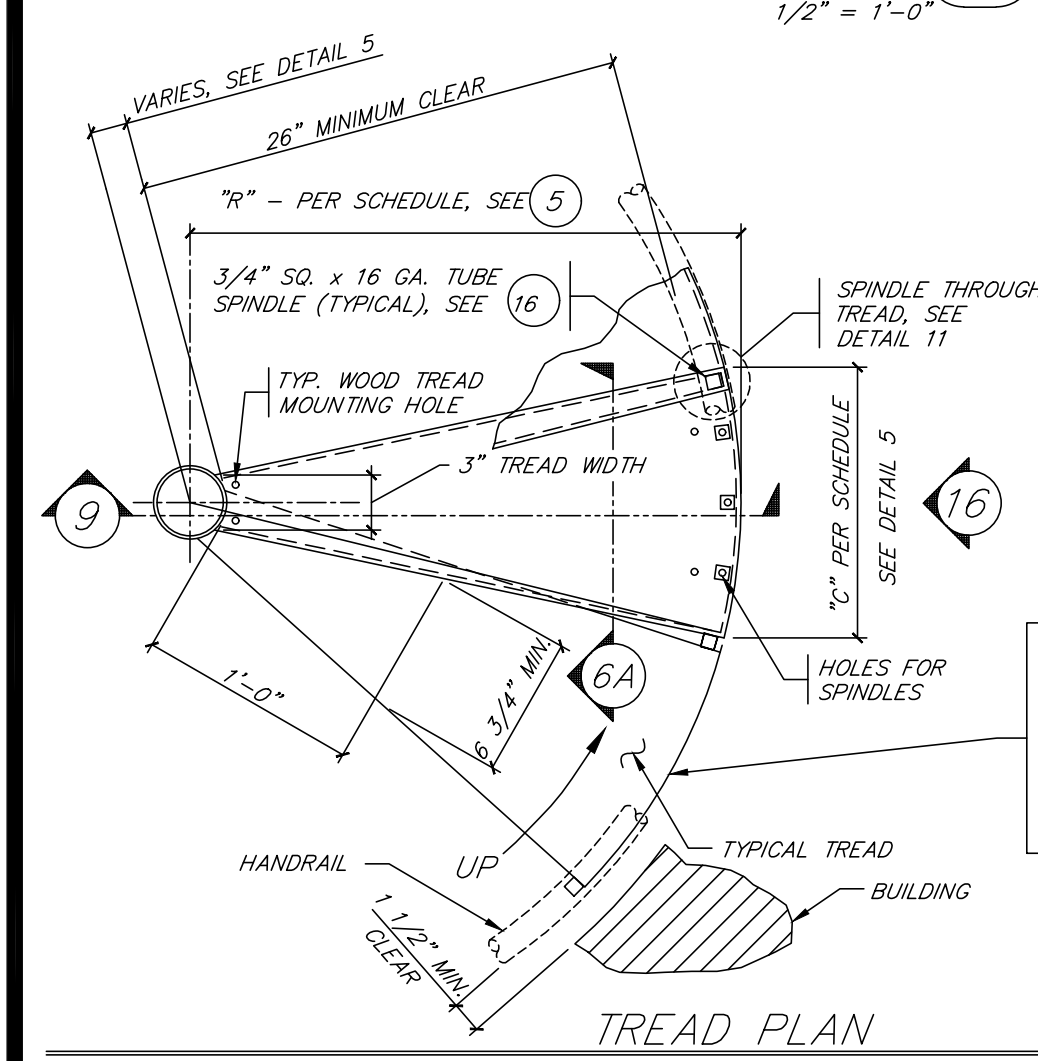 1/2" = 1'-0"
VARIES, SEE DETAIL 5
26" MINIMUM CLEAR
"R" – PER SCHEDULE, SEE 5
3/4" SQ. x 16 GA. TUBE
SPINDLE (TYPICAL), SEE 16
SPINDLE THROUGH
TREAD, SEE
DETAIL 11
TYP. WOOD TREAD
MOUNTING HOLE
3" TREAD WIDTH
"C" PER SCHEDULE
SEE DETAIL 5
9
16
1'-0"
6 3/4" MIN.
6A
HOLES FOR
SPINDLES
HANDRAIL
UP
TYPICAL TREAD
BUILDING
1 1/2" MIN.
CLEAR
TREAD PLAN